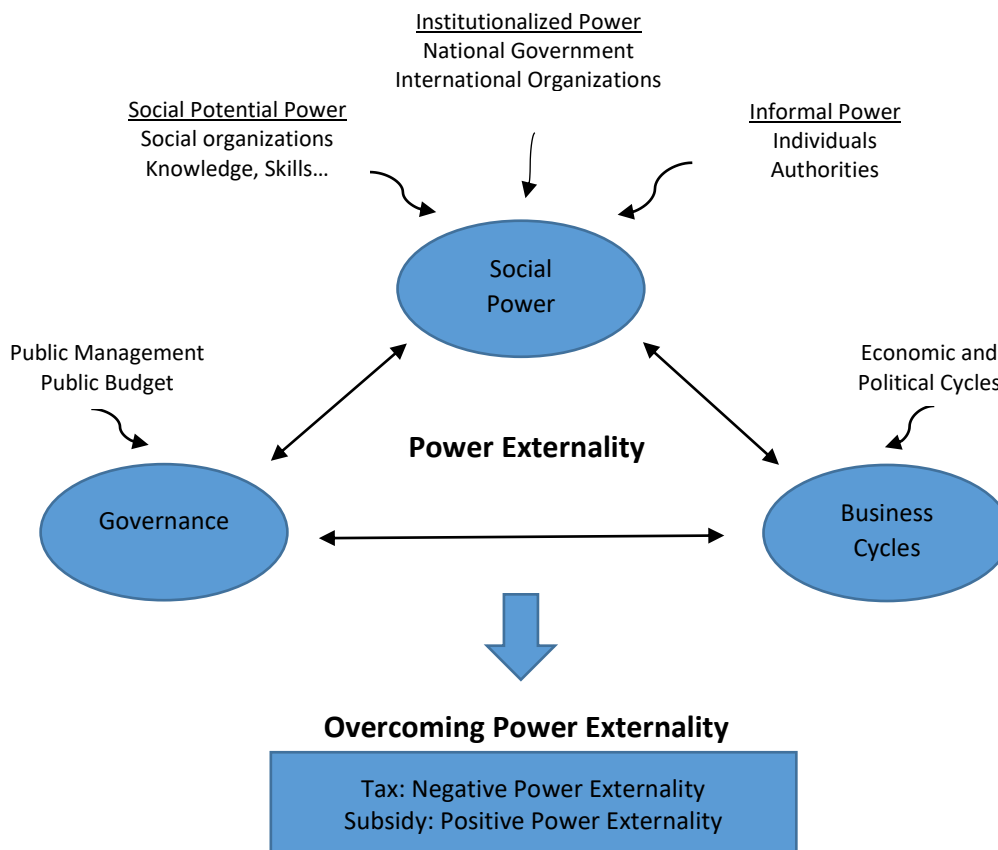 Institutionalized Power
National Government
International Organizations
Social Potential Power
Social organizations
Knowledge, Skills…
Informal Power
Individuals
Authorities
Social
Power
Public Management
Public Budget
Economic and
Political Cycles
Power Externality
Governance
Business
Cycles
Overcoming Power Externality
Tax: Negative Power Externality
Subsidy: Positive Power Externality